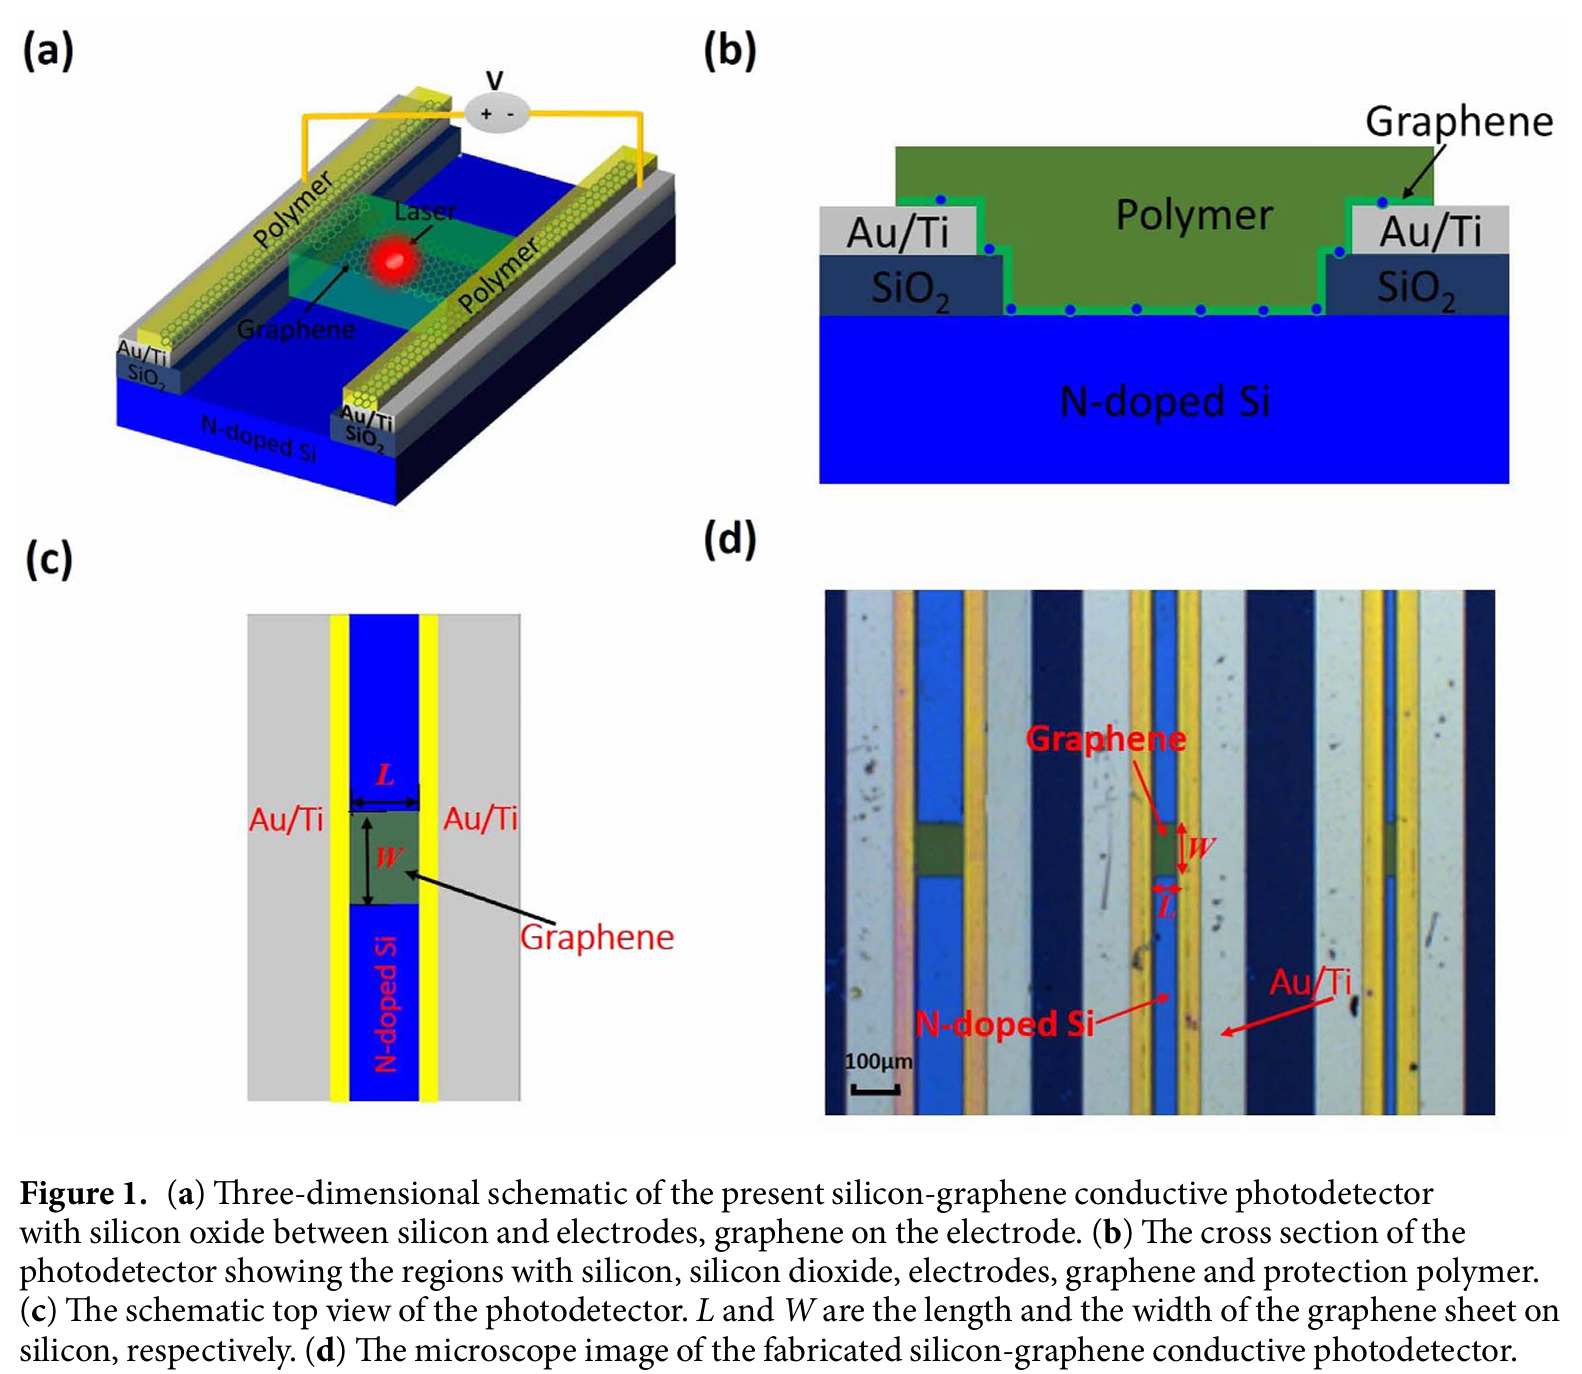 (a)
V
+ -
Polymer
Laser
Polymer
Graphene
Au/Ti
SiO2
Au/Ti
SiO2
N-doped Si
(b)
Graphene
Polymer
Au/Ti
Au/Ti
SiO2
SiO2
N-doped Si
(c)
L
Au/Ti
Au/Ti
W
Graphene
N-doped Si
(d)
Graphene
W
L
Au/Ti
N-doped Si
100μm
Figure 1. (a) Three-dimensional schematic of the present silicon-graphene conductive photodetector
with silicon oxide between silicon and electrodes, graphene on the electrode. (b) The cross section of the
photodetector showing the regions with silicon, silicon dioxide, electrodes, graphene and protection polymer.
(c) The schematic top view of the photodetector. L and W are the length and the width of the graphene sheet on
silicon, respectively. (d) The microscope image of the fabricated silicon-graphene conductive photodetector.